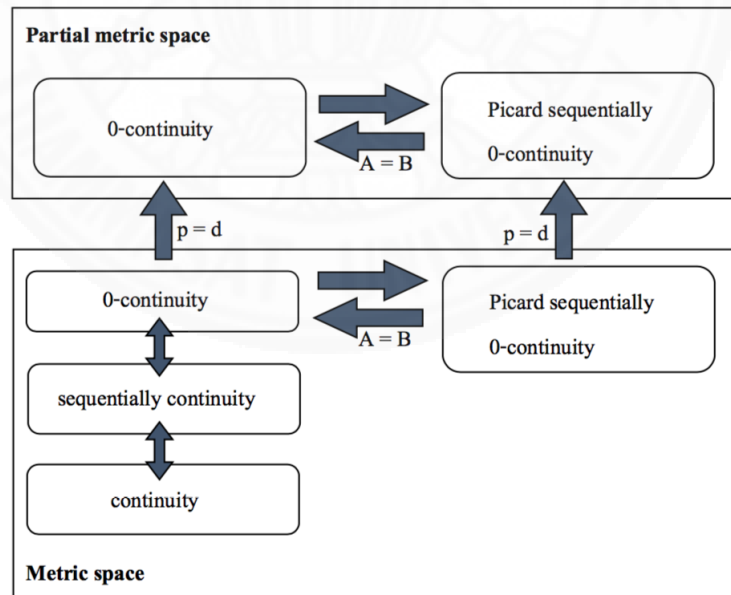 Partial metric space
0-continuity
Picard sequentially
0-continuity
A = B
p = d
p = d
0-continuity
Picard sequentially
0-continuity
A = B
sequentially continuity
continuity
Metric space